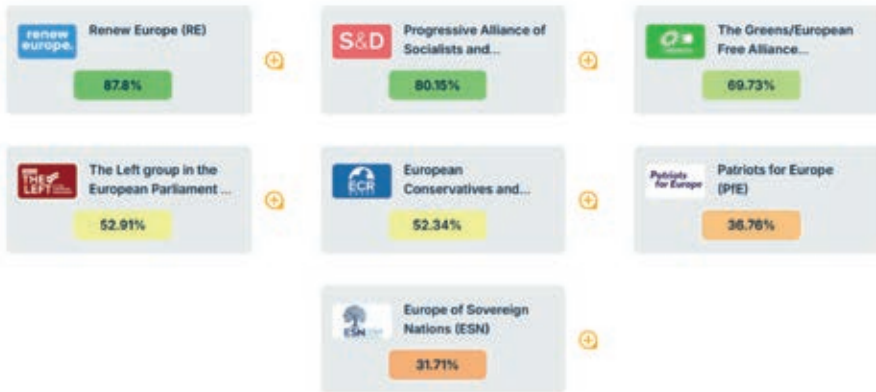 renew
europe.
Renew Europe (RE)
87.8%
S&D
Progressive Alliance of
Socialists and...
80.15%
The Greens/European
Free Alliance...
69.73%
THE
LEFT
The Left group in the
European Parliament ...
52.91%
ECR
European
Conservatives and...
52.34%
Patriots
for Europe
Patriots for Europe
(PfE)
36.76%
ESN
Europe of Sovereign
Nations (ESN)
31.71%